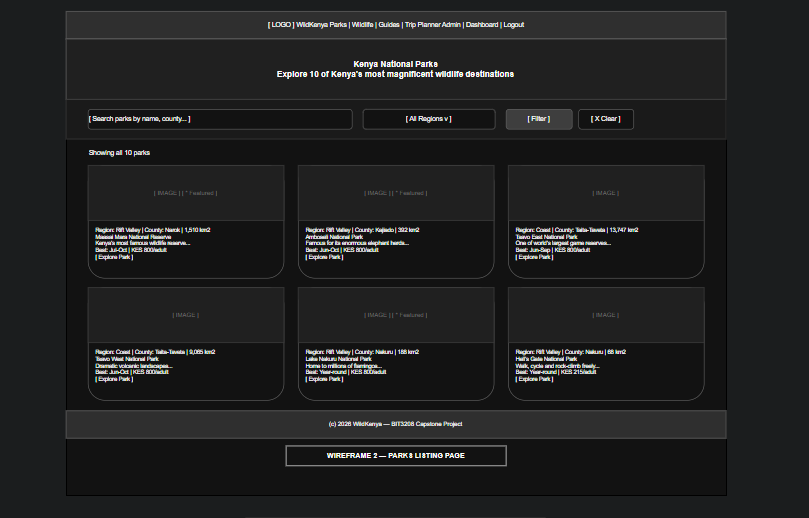 [ LOGO ] WildKenya Parks | Wildlife | Guides | Trip Planner Admin | Dashboard | Logout
Kenya National Parks
Explore 10 of Kenya's most magnificent wildlife destinations
[ Search parks by name, county... ]
[ All Regions v ]
[ Filter ]
[ X Clear ]
Showing all 10 parks
[ IMAGE ] [ * Featured ]
Region: Rift Valley | County: Narok | 1,510 km2
Maasai Mara National Reserve
Kenya's most famous wildlife reserve...
Best: Jul-Oct | KES 800/adult
[ Explore Park ]
[ IMAGE ] [ * Featured ]
Region: Rift Valley | County: Kajiado | 392 km2
Amboseli National Park
Famous for its enormous elephant herds...
Best: Jun-Oct | KES 800/adult
[ Explore Park ]
[ IMAGE ]
Region: Coast | County: Taita-Taveta | 13,747 km2
Tsavo East National Park
One of world's largest game reserves...
Best: Jun-Sep | KES 800/adult
[ Explore Park ]
[ IMAGE ]
Region: Coast | County: Taita-Taveta | 9,065 km2
Tsavo West National Park
Dramatic volcanic landscapes...
Best: Jun-Oct | KES 800/adult
[ Explore Park ]
[ IMAGE ] [ * Featured ]
Region: Rift Valley | County: Nakuru | 188 km2
Lake Nakuru National Park
Home to millions of flamingos...
Best: Year-round | KES 800/adult
[ Explore Park ]
[ IMAGE ]
Region: Rift Valley | County: Nakuru | 68 km2
Hell's Gate National Park
Walk, cycle and rock-climb freely...
Best: Year-round | KES 215/adult
[ Explore Park ]
(c) 2026 WildKenya — BIT3208 Capstone Project
WIREFRAME 2 — PARKS LISTING PAGE